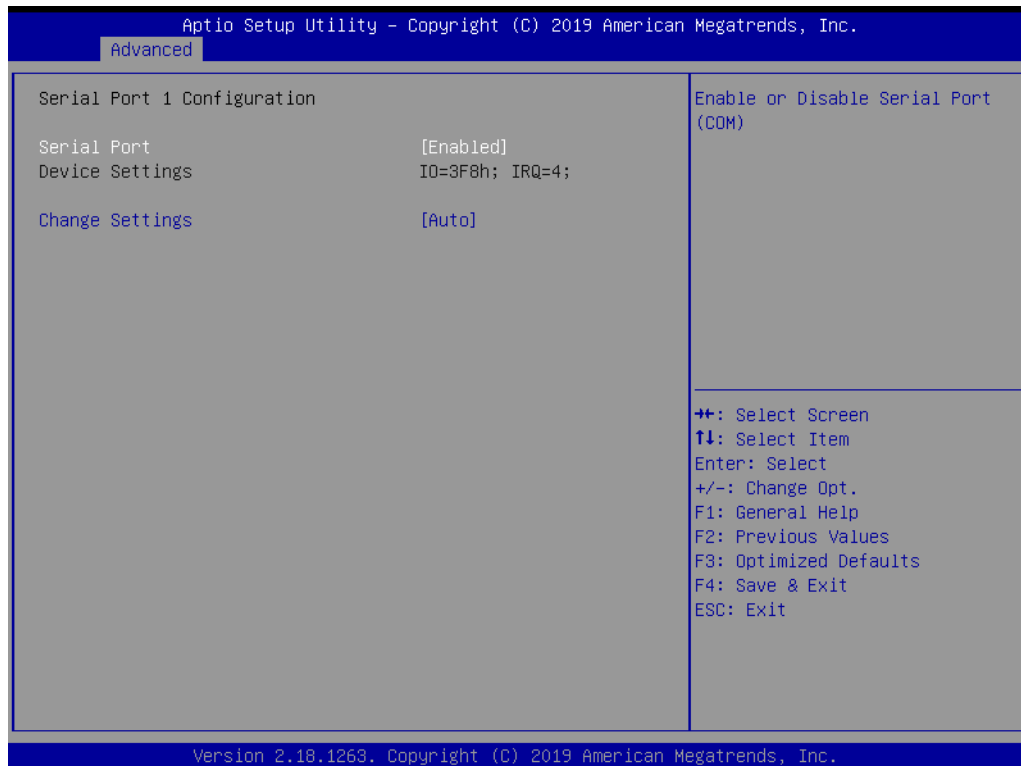 Aptio Setup Utility – Copyright (C) 2019 American Megatrends, Inc.
Advanced
Serial Port 1 Configuration
Serial Port [Enabled]
Device Settings IO=3F8h; IRQ=4;
Change Settings [Auto]
Enable or Disable Serial Port
(COM)
→←: Select Screen
↑↓: Select Item
Enter: Select
+/-: Change Opt.
F1: General Help
F2: Previous Values
F3: Optimized Defaults
F4: Save & Exit
ESC: Exit
Version 2.18.1263. Copyright (C) 2019 American Megatrends, Inc.